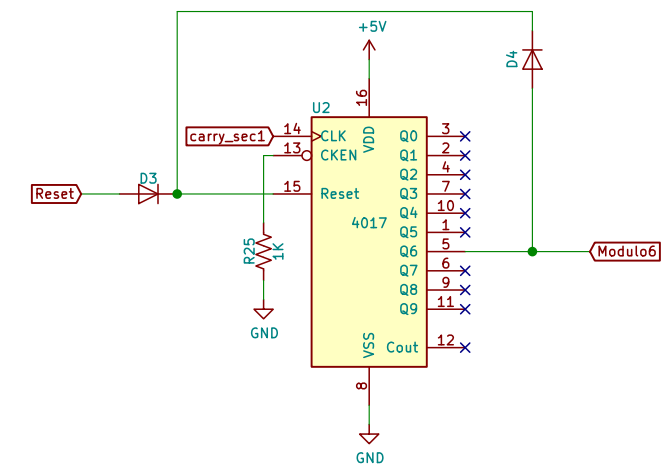 +5V
D4
U2
16
carry_sec1
14
CLK
VDD
Q0
3
13
CKEN
Q1
2
Q2
4
D3
Reset
15
Reset
Q3
7
4017
Q4
10
Q5
1
R25
1K
Q6
5
Modulo6
Q7
6
Q8
9
Q9
11
GND
VSS
Cout
12
8
GND